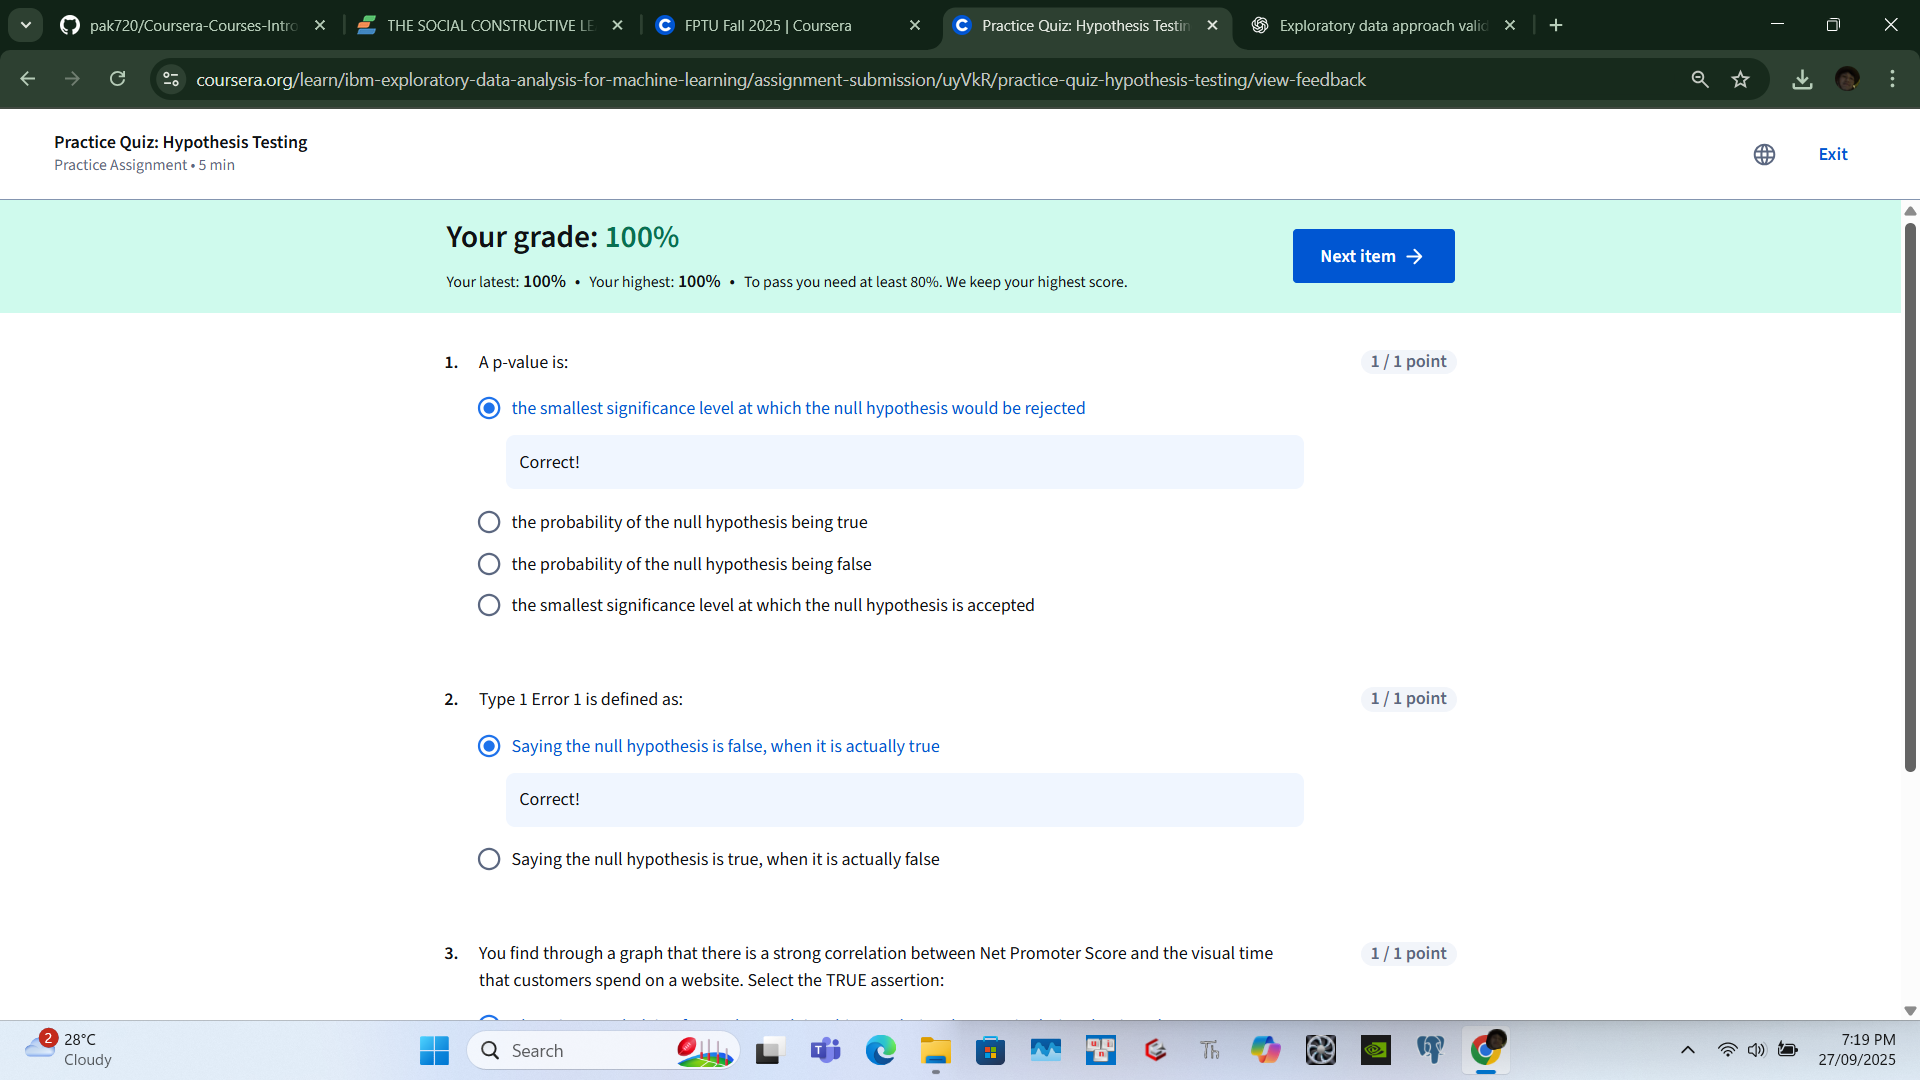 pak720/Coursera-Courses-Intro
THE SOCIAL CONSTRUCTIVE LE
FPTU Fall 2025 | Coursera
Practice Quiz: Hypothesis Testin
Exploratory data approach valid
coursera.org/learn/ibm-exploratory-data-analysis-for-machine-learning/assignment-submission/uyVkR/practice-quiz-hypothesis-testing/view-feedback
Practice Quiz: Hypothesis Testing
Practice Assignment • 5 min
Exit
Your grade: 100%
Your latest: 100% • Your highest: 100% • To pass you need at least 80%. We keep your highest score.
Next item →
1. A p-value is:
1 / 1 point
the smallest significance level at which the null hypothesis would be rejected
Correct!
the probability of the null hypothesis being true
the probability of the null hypothesis being false
the smallest significance level at which the null hypothesis is accepted
2. Type 1 Error 1 is defined as:
1 / 1 point
Saying the null hypothesis is false, when it is actually true
Correct!
Saying the null hypothesis is true, when it is actually false
3. You find through a graph that there is a strong correlation between Net Promoter Score and the visual time
that customers spend on a website. Select the TRUE assertion:
1 / 1 point
2
28°C
Cloudy
Search
Th
7:19 PM
27/09/2025